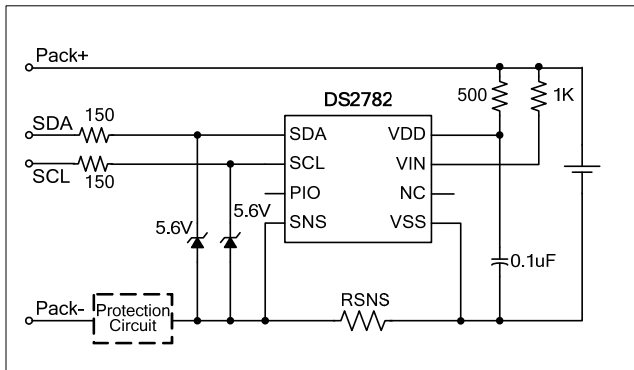 Pack+
DS2782
500
1K
150
SDA
SDA
VDD
SCL
150
SCL
VIN
PIO
NC
5.6V
5.6V
SNS
VSS
0.1uF
RSNS
Pack-
Protection
Circuit